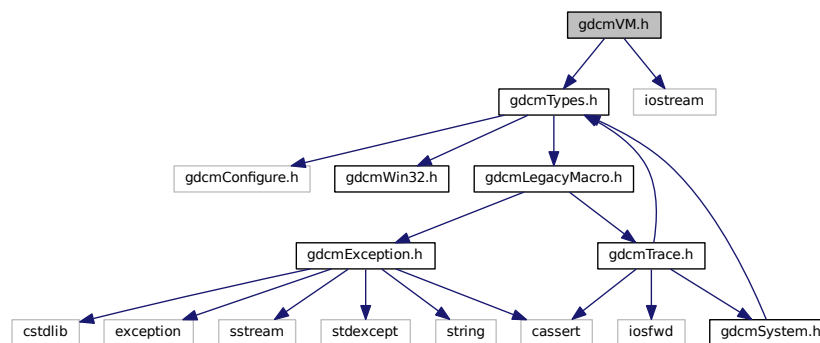 gdcmVM.h
gdcmTypes.h
iostream
gdcmConfigure.h
gdcmWin32.h
gdcmLegacyMacro.h
gdcmException.h
gdcmTrace.h
cstdlib
exception
sstream
stdexcept
string
cassert
iosfwd
gdcmSystem.h